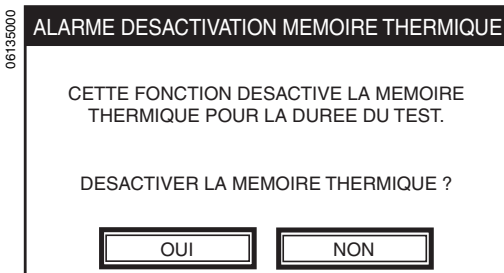 06135000
ALARME DESACTIVATION MEMOIRE THERMIQUE
CETTE FONCTION DESACTIVE LA MEMOIRE
THERMIQUE POUR LA DUREE DU TEST.
DESACTIVER LA MEMOIRE THERMIQUE ?
OUI
NON